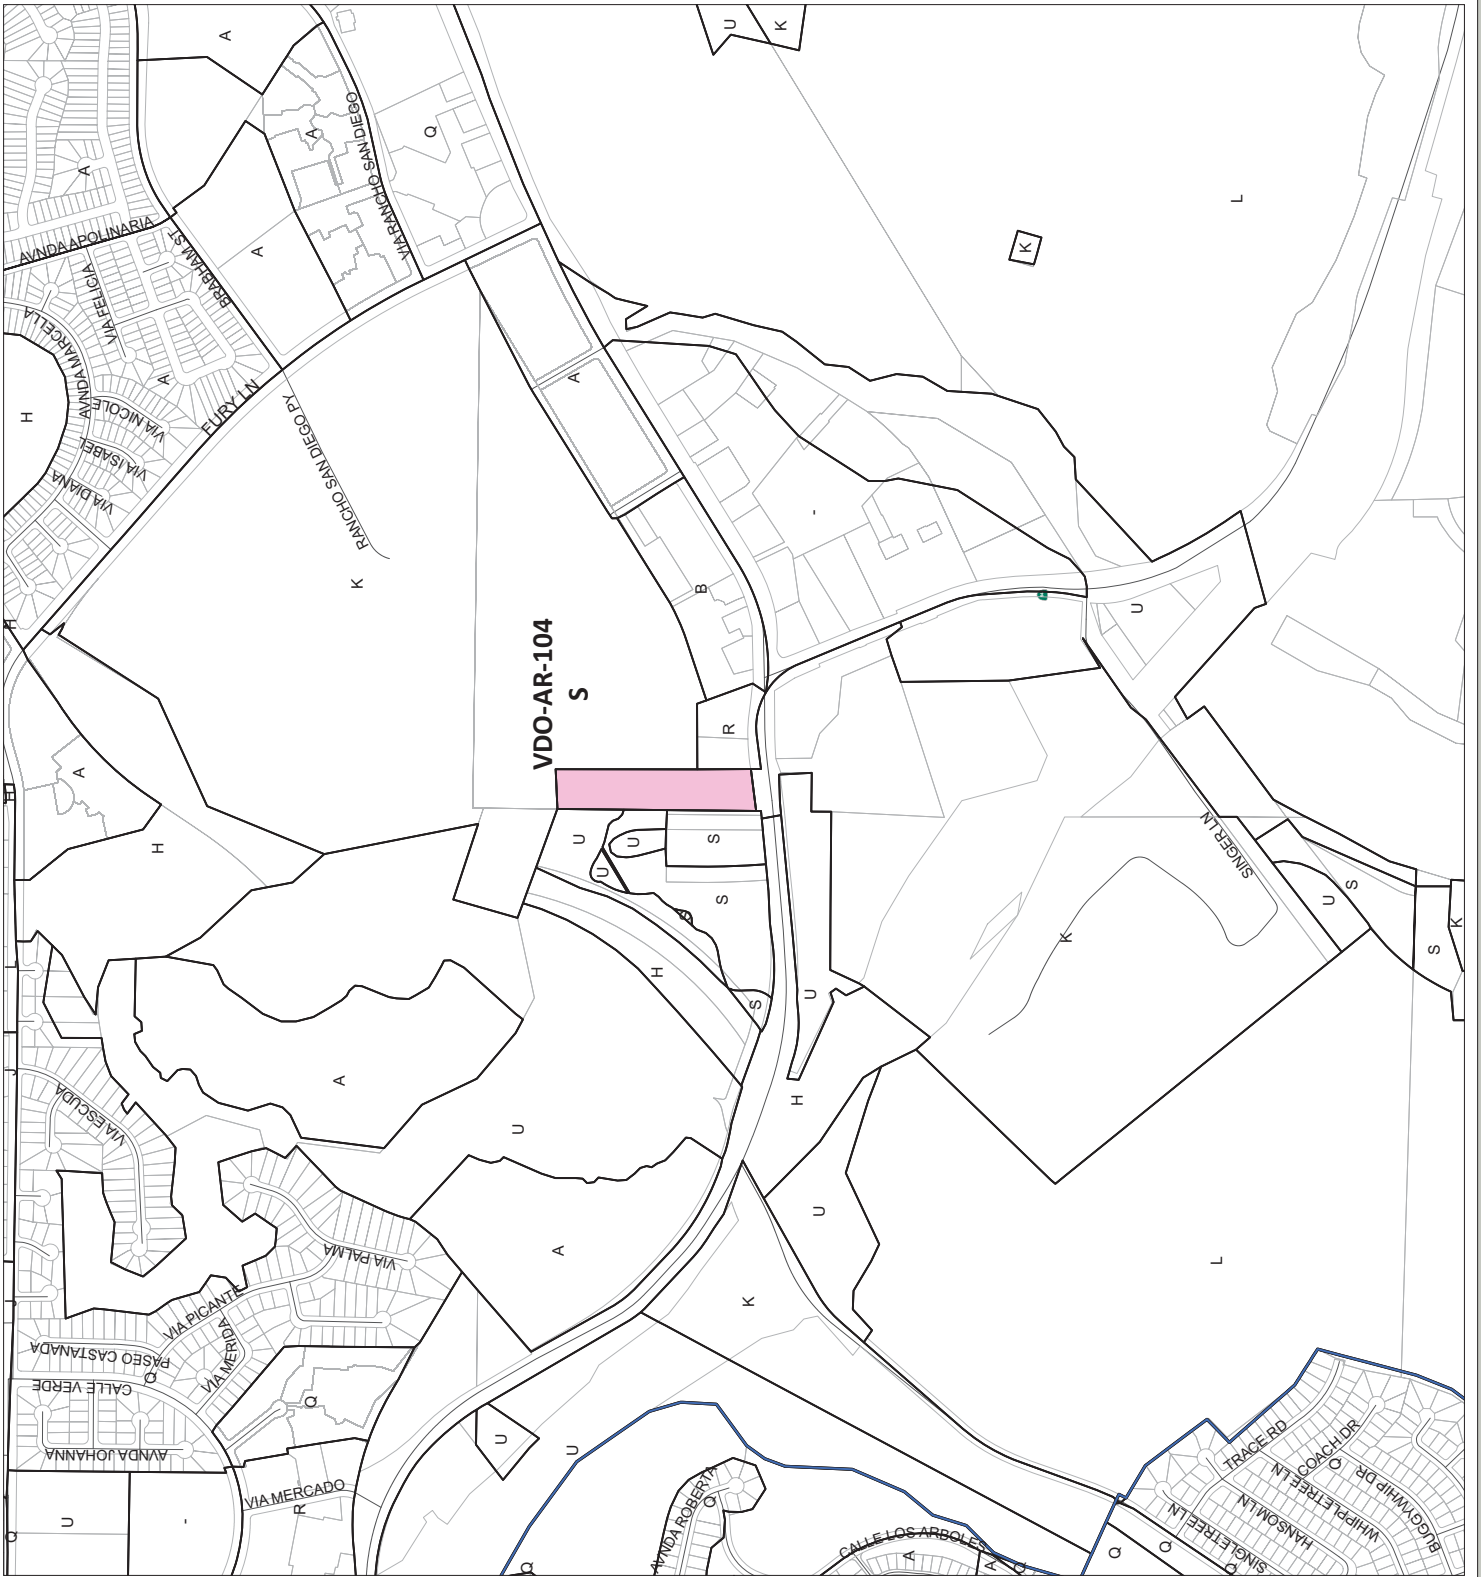 A
U
K
A
Q
VIA RANCHO SAN DIEGO
A
L
AVNDA APOLINARIA
BRABHAM ST
A
K
VIA FELICIA
AVNDA MARCELLA
A
A
H
VIA NICOLE
FURY LN
VIA ISABEL
VIA DIANA
RANCHO SAN DIEGO PY
-
K
B
U
H
VDO-AR-104
S
R
A
H
H
U
U
S
U
SINGER LN
S
S
U
S
S
K
K
L
H
S
U
J
A
VIA ESCUDA
U
H
U
A
VIA PALMA
L
K
J
VIA PICANTE
VIA MERIDA
PASEO CASTANADA
Q
CALLE VERDE
Q
AVNDA JOHANNA
U
U
TRACE RD
COACH DR
Q
WHIPPLETREE LN
BUGGYWHIP DR
HANSOM LN
SINGLETREE LN
VIA MERCADO
R
Q
U
-
AVNDA ROBERTA
Q
CALLE LOS ARBOLES
A
A
Q
Q
Q
Q
Q